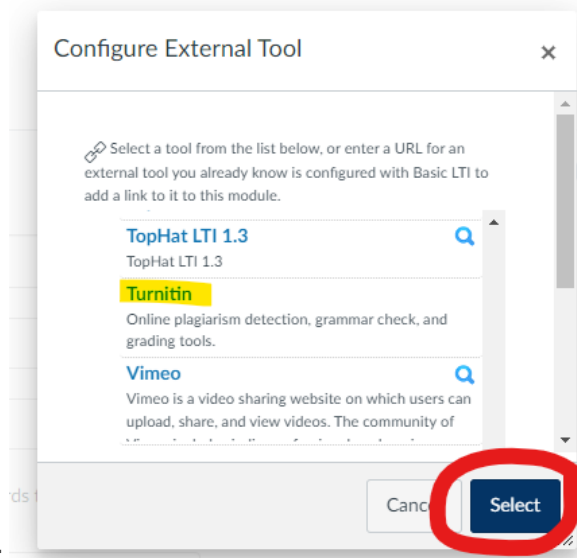 Configure External Tool
×
Select a tool from the list below, or enter a URL for an
external tool you already know is configured with Basic LTI to
add a link to it to this module.
TopHat LTI 1.3
TopHat LTI 1.3
Turnitin
Online plagiarism detection, grammar check, and
grading tools.
Vimeo
Vimeo is a video sharing website on which users can
upload, share, and view videos. The community of
rds
Canc
Select